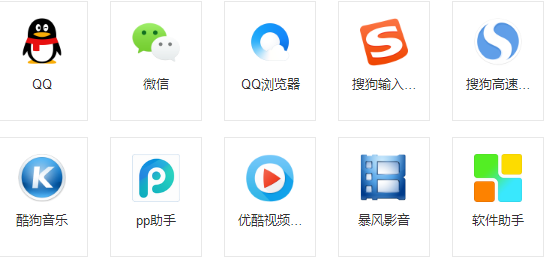 QQ
微信
QQ浏览器
搜狗输入...
搜狗高速...
酷狗音乐
pp助手
优酷视频...
暴风影音
软件助手